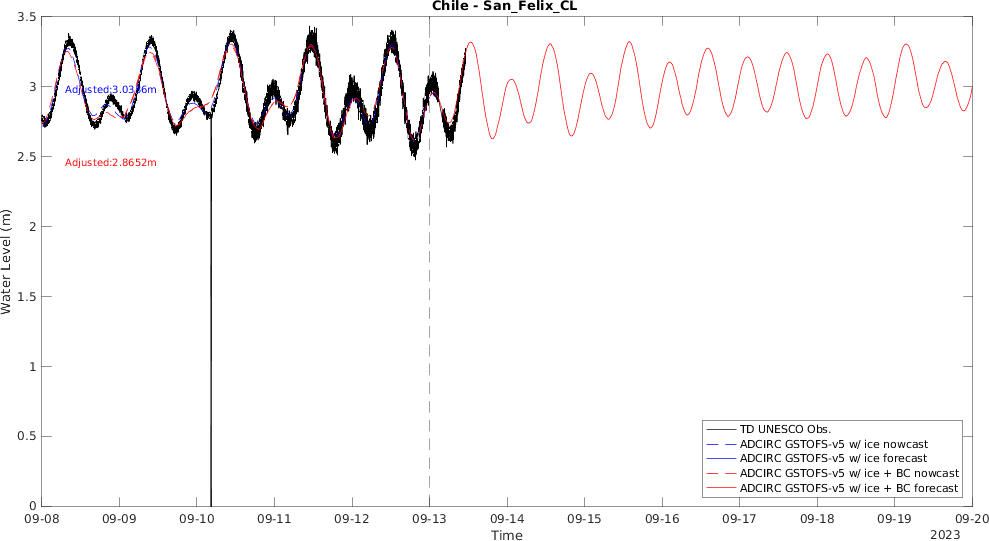 Chile - San_Felix_CL
Water Level (m)
3.5
3
2.5
2
1.5
1
0.5
0
Adjusted:3.0386m
Adjusted:2.8652m
TD UNESCO Obs.
ADCIRC GSTOFS-v5 w/ ice nowcast
ADCIRC GSTOFS-v5 w/ ice forecast
ADCIRC GSTOFS-v5 w/ ice + BC nowcast
ADCIRC GSTOFS-v5 w/ ice + BC forecast
09-08 09-09 09-10 09-11 09-12 09-13 09-14 09-15 09-16 09-17 09-18 09-19 09-20
Time
2023